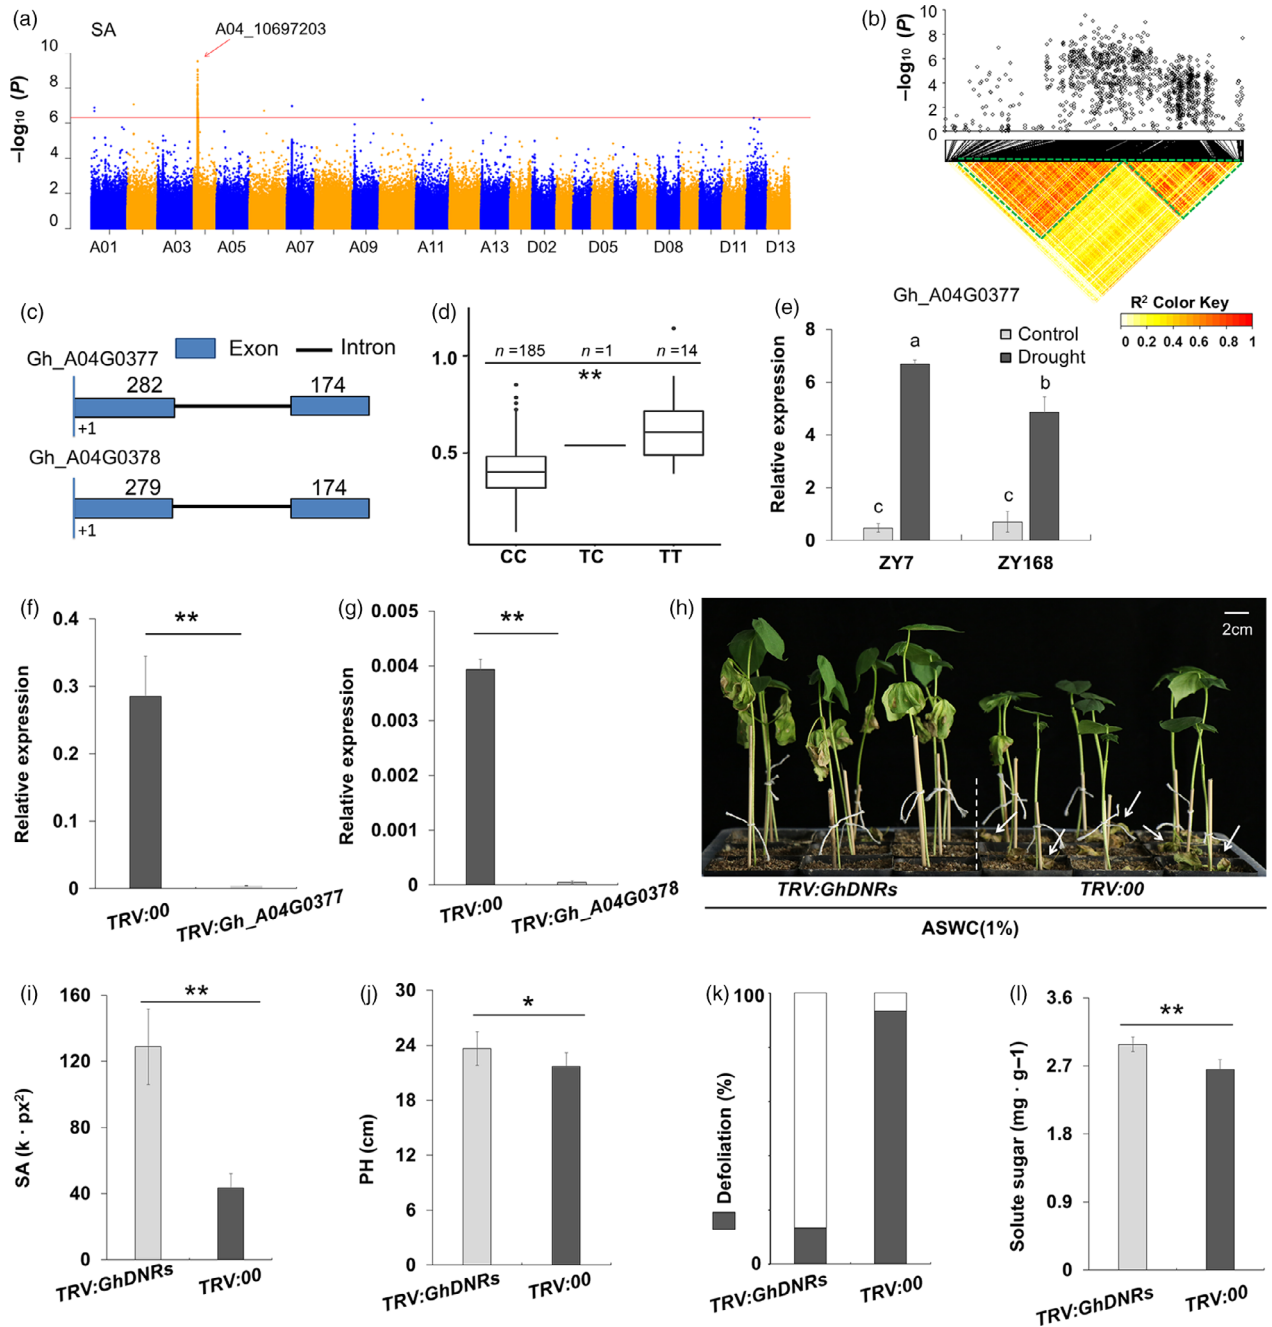 (a)
SA
A04_10697203
10
8
6
4
2
0
−log₁₀ (P)
A01 A03 A05 A07 A09 A11 A13 D02 D05 D08 D11 D13
(b)
10
8
6
4
2
0
−log₁₀ (P)
R² Color Key
0 0.2 0.4 0.6 0.8 1
(c)
Exon Intron
Gh_A04G0377
282 174
+1
Gh_A04G0378
279 174
+1
(d)
1.0
0.5
n =185 n =1 n =14
**
CC TC TT
(e)
Gh_A04G0377
Control
Drought
8
6
4
2
0
Relative expression
a
b
c
c
ZY7 ZY168
(f)
0.4
0.3
0.2
0.1
0
Relative expression
**
TRV:00 TRV:Gh_A04G0377
(g)
0.005
0.004
0.003
0.002
0.001
0
Relative expression
**
TRV:00 TRV:Gh_A04G0378
(h)
2cm
TRV:GhDNRs TRV:00
ASWC(1%)
(i)
160
120
80
40
0
SA (k · px²)
**
TRV:GhDNRs TRV:00
(j)
30
24
18
12
6
0
PH (cm)
*
TRV:GhDNRs TRV:00
(k)
100
0
Defoliation (%)
TRV:GhDNRs TRV:00
(l)
3.6
2.7
1.8
0.9
0
Solute sugar (mg · g–1)
**
TRV:GhDNRs TRV:00